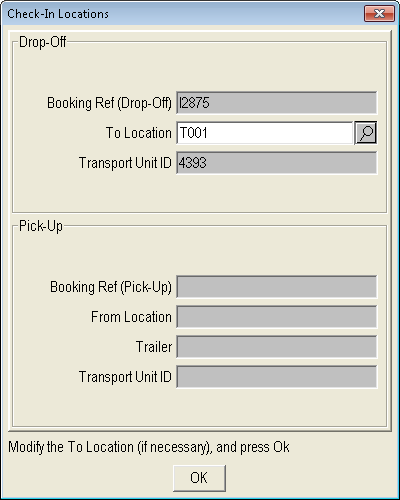 Check-In Locations
Drop-Off
Booking Ref (Drop-Off) I2875
To Location T001
Transport Unit ID 4393
Pick-Up
Booking Ref (Pick-Up)
From Location
Trailer
Transport Unit ID
Modify the To Location (if necessary), and press Ok
OK